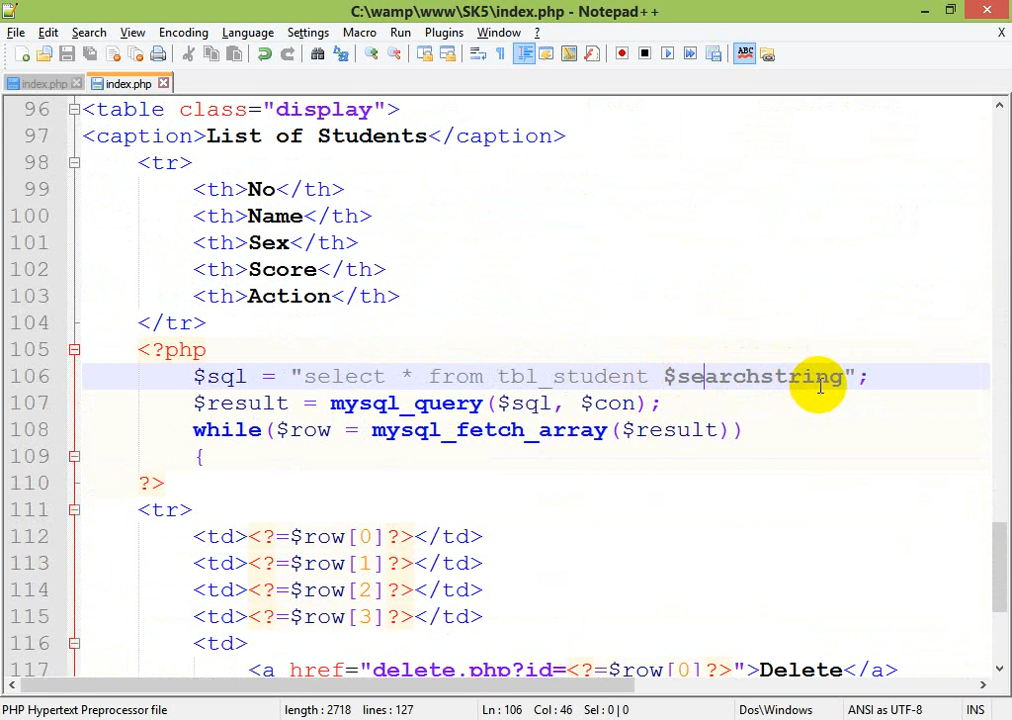 C:\wamp\www\SK5\index.php - Notepad++
File Edit Search View Encoding Language Settings Macro Run Plugins Window ? X
index.php index.php
96 <table class="display">
97 <caption>List of Students</caption>
98 <tr>
99 <th>No</th>
100 <th>Name</th>
101 <th>Sex</th>
102 <th>Score</th>
103 <th>Action</th>
104 </tr>
105 <?php
106 $sql = "select * from tbl_student $searchstring";
107 $result = mysql_query($sql, $con);
108 while($row = mysql_fetch_array($result))
109 {
110 ?>
111 <tr>
112 <td><?=$row[0]?></td>
113 <td><?=$row[1]?></td>
114 <td><?=$row[2]?></td>
115 <td><?=$row[3]?></td>
116 <td>
117 <a href="delete.php?id=<?=$row[0]?>">Delete</a>
PHP Hypertext Preprocessor file length : 2718 lines : 127 Ln : 106 Col : 46 Sel : 0 | 0 Dos\Windows ANSI as UTF-8 INS